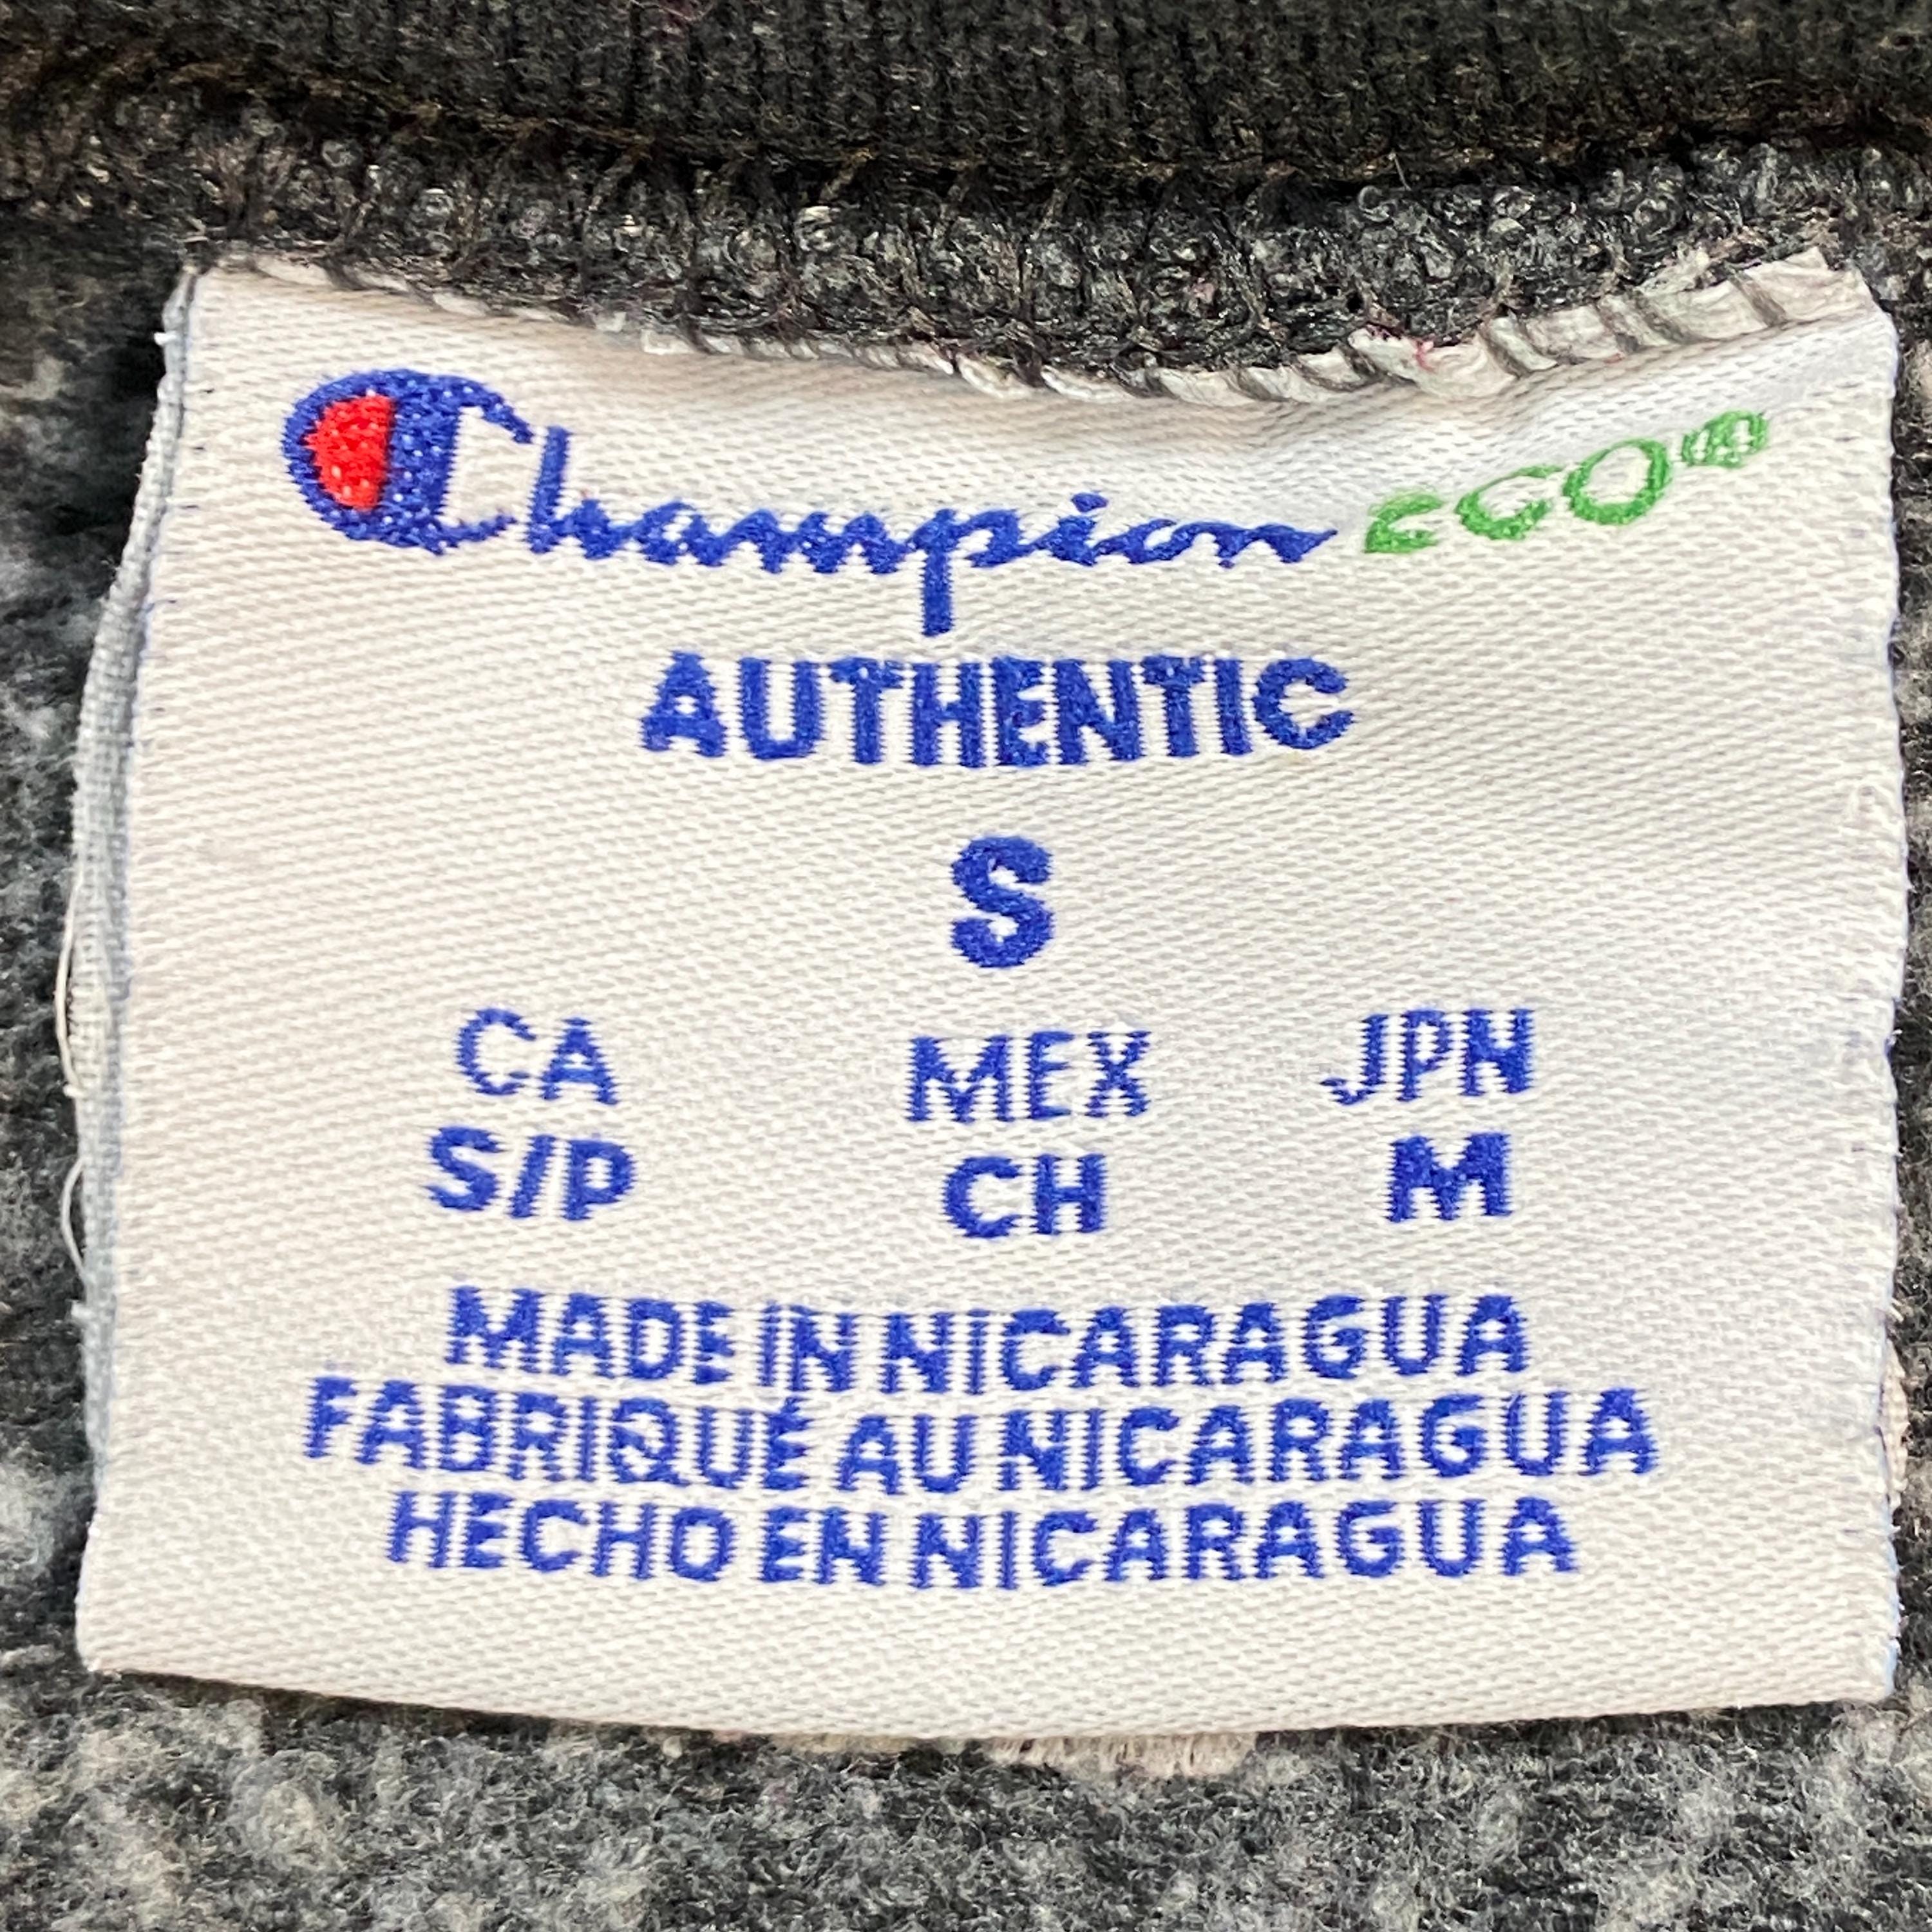 Champion eco®
AUTHENTIC
S
CA MEX JPN
S/P CH M
MADE IN NICARAGUA
FABRIQUÉ AU NICARAGUA
HECHO EN NICARAGUA